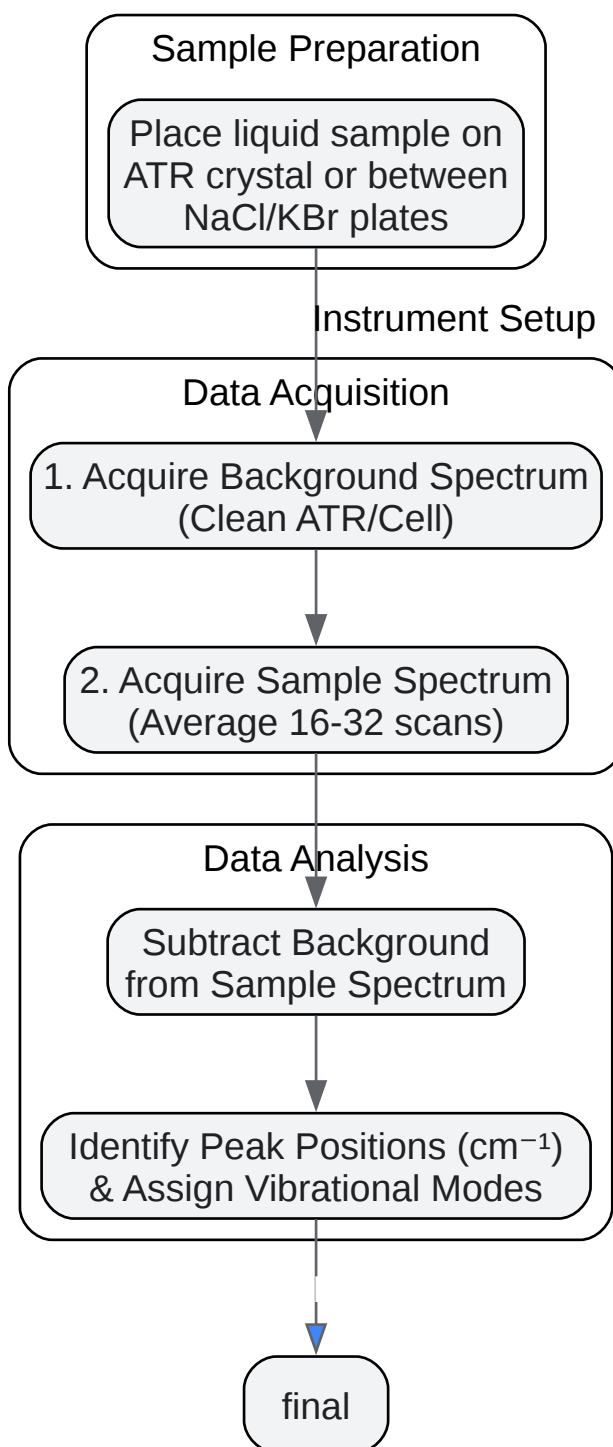 Sample Preparation
Place liquid sample on
ATR crystal or between
NaCl/KBr plates
Instrument Setup
Data Acquisition
1. Acquire Background Spectrum
(Clean ATR/Cell)
2. Acquire Sample Spectrum
(Average 16-32 scans)
Data Analysis
Subtract Background
from Sample Spectrum
Identify Peak Positions (cm⁻¹)
& Assign Vibrational Modes
final